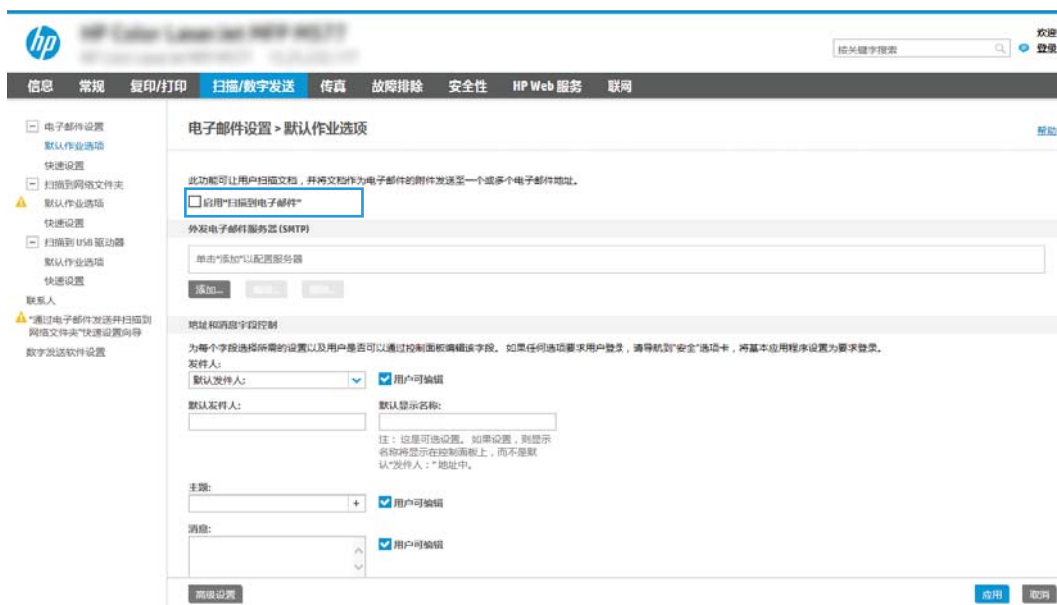 hp
欢迎
按关键字搜索
登录
信息 常规 复印/打印 扫描/数字发送 传真 故障排除 安全性 HP Web 服务 联网
电子邮件设置
默认作业选项
快速设置
扫描到网络文件夹
默认作业选项
快速设置
扫描到 USB 驱动器
默认作业选项
快速设置
联系人
"通过电子邮件发送并扫描到
网络文件夹"快速设置向导
数字发送软件设置
电子邮件设置 > 默认作业选项
帮助
此功能可让用户扫描文档，并将文档作为电子邮件的附件发送至一个或多个电子邮件地址。
启用"扫描到电子邮件"
外发电子邮件服务器 (SMTP)
单击"添加"以配置服务器
添加...
地址和消息字段控制
为每个字段选择所需的设置以及用户是否可以通过控制面板编辑该字段。 如果任何选项要求用户登录，请导航到"安全"选项卡，将基本应用程序设置为要求登录。
发件人:
默认发件人: 用户可编辑
默认发件人: 默认显示名称:
注： 这是可选设置。 如果设置，则显示
名称将显示在控制面板上，而不是默
认"发件人：" 地址中。
主题:
+ 用户可编辑
消息:
用户可编辑
高级设置 应用 取消